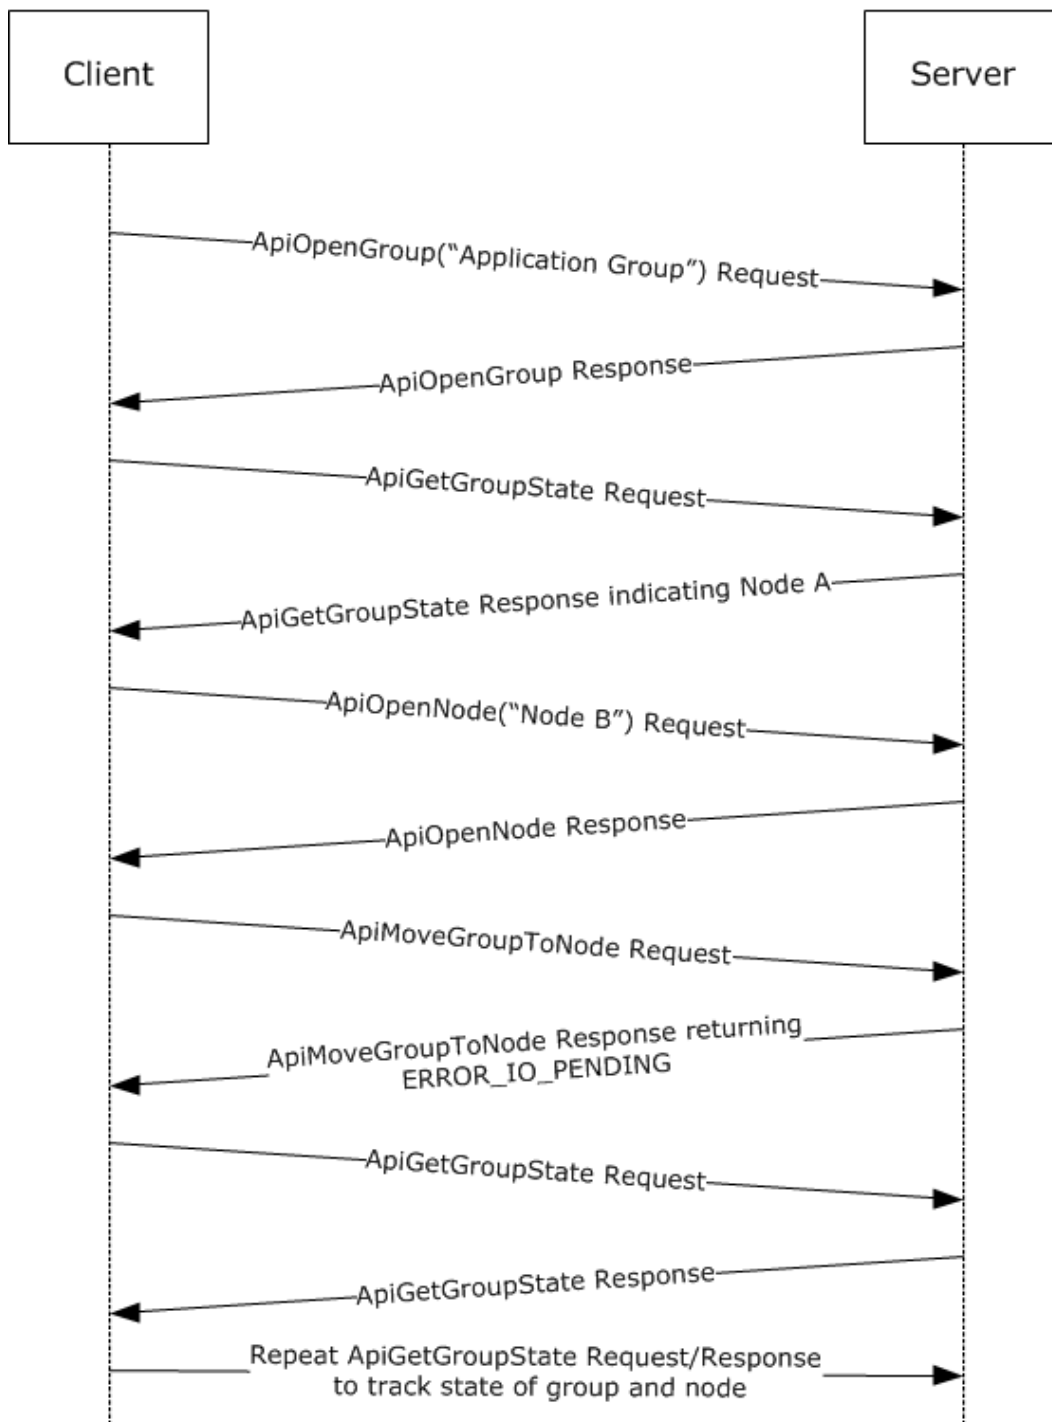 Client
Server
ApiOpenGroup(“Application Group”) Request
ApiOpenGroup Response
ApiGetGroupState Request
ApiGetGroupState Response indicating Node A
ApiOpenNode(“Node B”) Request
ApiOpenNode Response
ApiMoveGroupToNode Request
ApiMoveGroupToNode Response returning
ERROR_IO_PENDING
ApiGetGroupState Request
ApiGetGroupState Response
Repeat ApiGetGroupState Request/Response
to track state of group and node